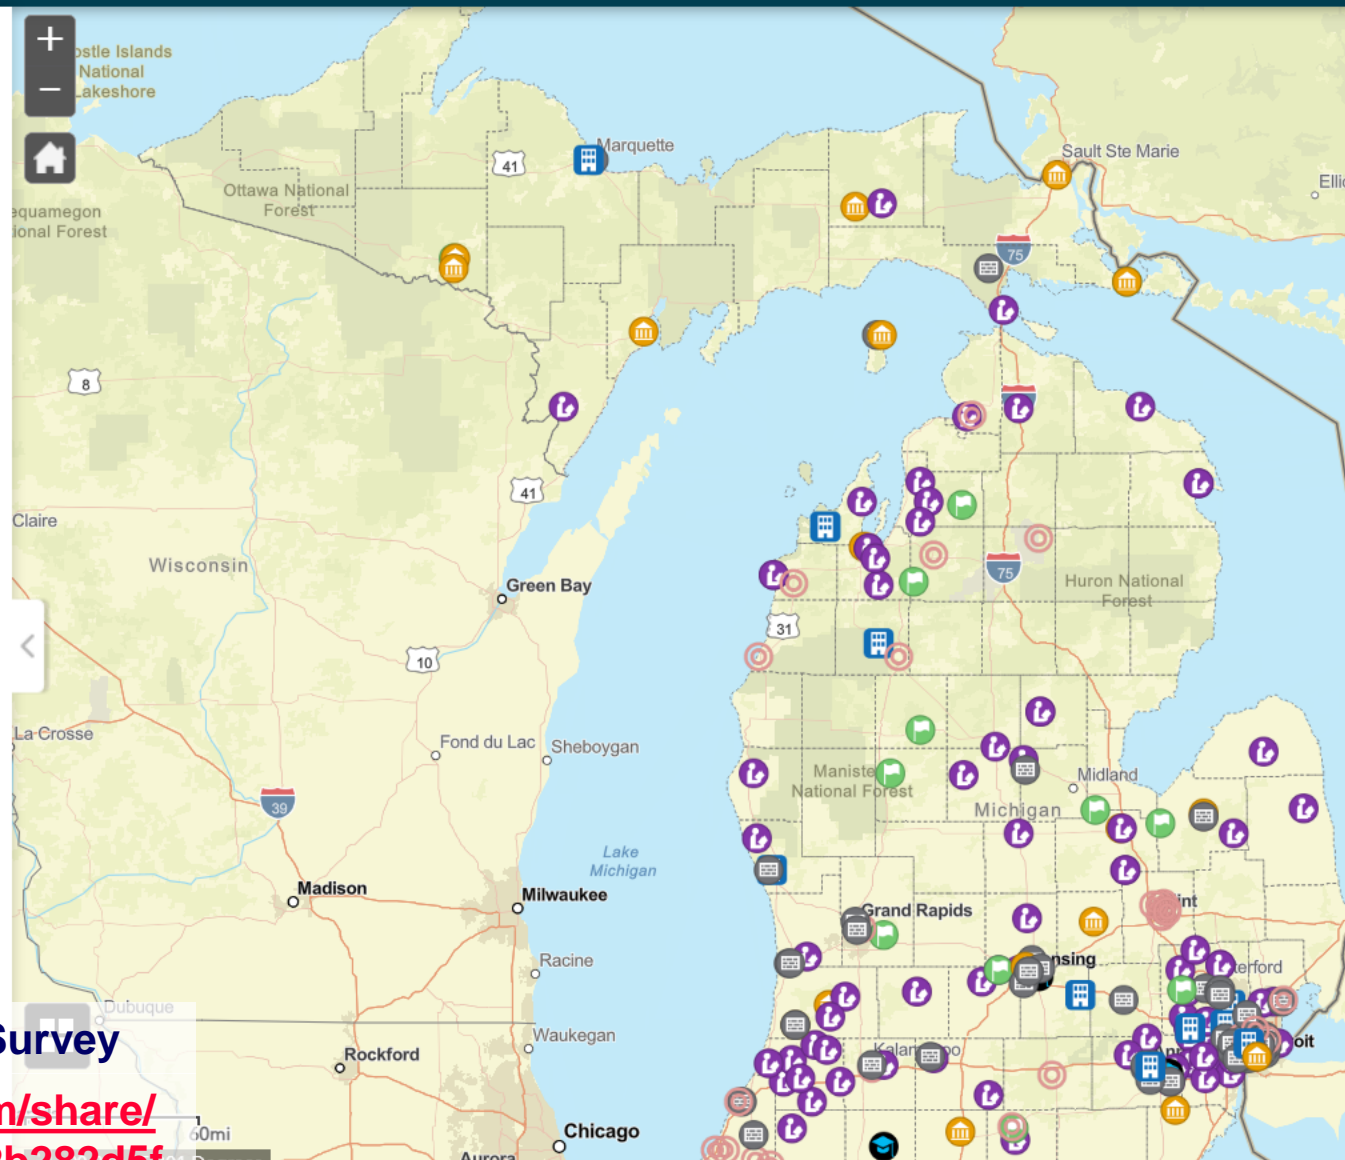 +
ostle Islands
National
Lakeshore
−
Marquette
41
Sault Ste Marie
Ottawa National
Forest
equamegon
ional Forest
75
8
41
Claire
Wisconsin
Green Bay
75
Huron National
Forest
31
10
La Crosse
Fond du Lac
Sheboygan
Maniste
National Forest
Midland
39
Michigan
Lake
Michigan
Madison
Milwaukee
Grand Rapids
int
Racine
nsing
terford
Dubuque
Survey
Waukegan
Rockford
oit
m/share/
60mi
Chicago
Aurora